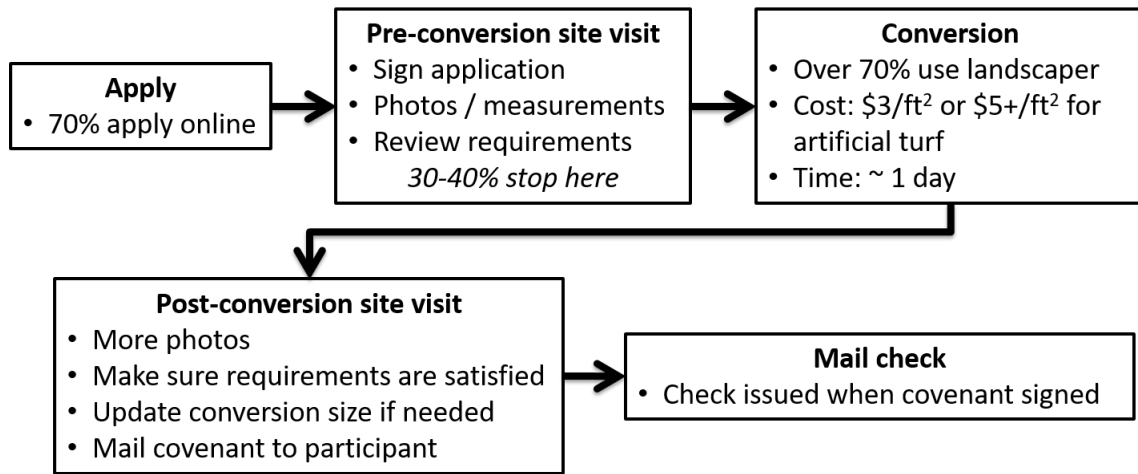 Apply
• 70% apply online
Pre-conversion site visit
• Sign application
• Photos / measurements
• Review requirements
30-40% stop here
Conversion
• Over 70% use landscaper
• Cost: $3/ft² or $5+/ft² for
artificial turf
• Time: ~ 1 day
Post-conversion site visit
• More photos
• Make sure requirements are satisfied
• Update conversion size if needed
• Mail covenant to participant
Mail check
• Check issued when covenant signed